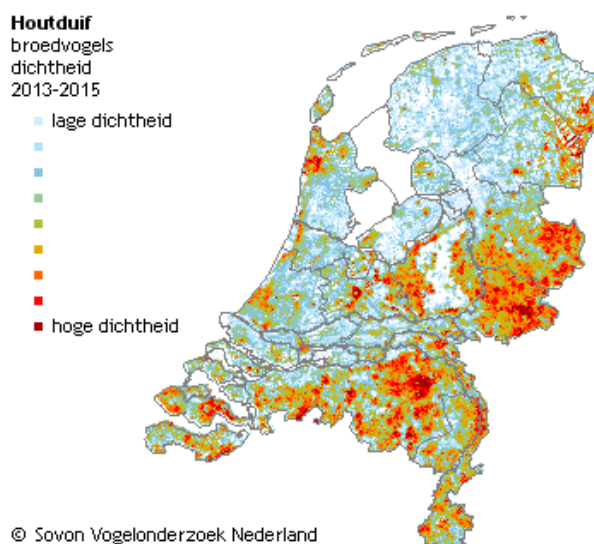 Houtduif
broedvogels
dichtheid
2013-2015
lage dichtheid
hoge dichtheid
© Sovon Vogelonderzoek Nederland